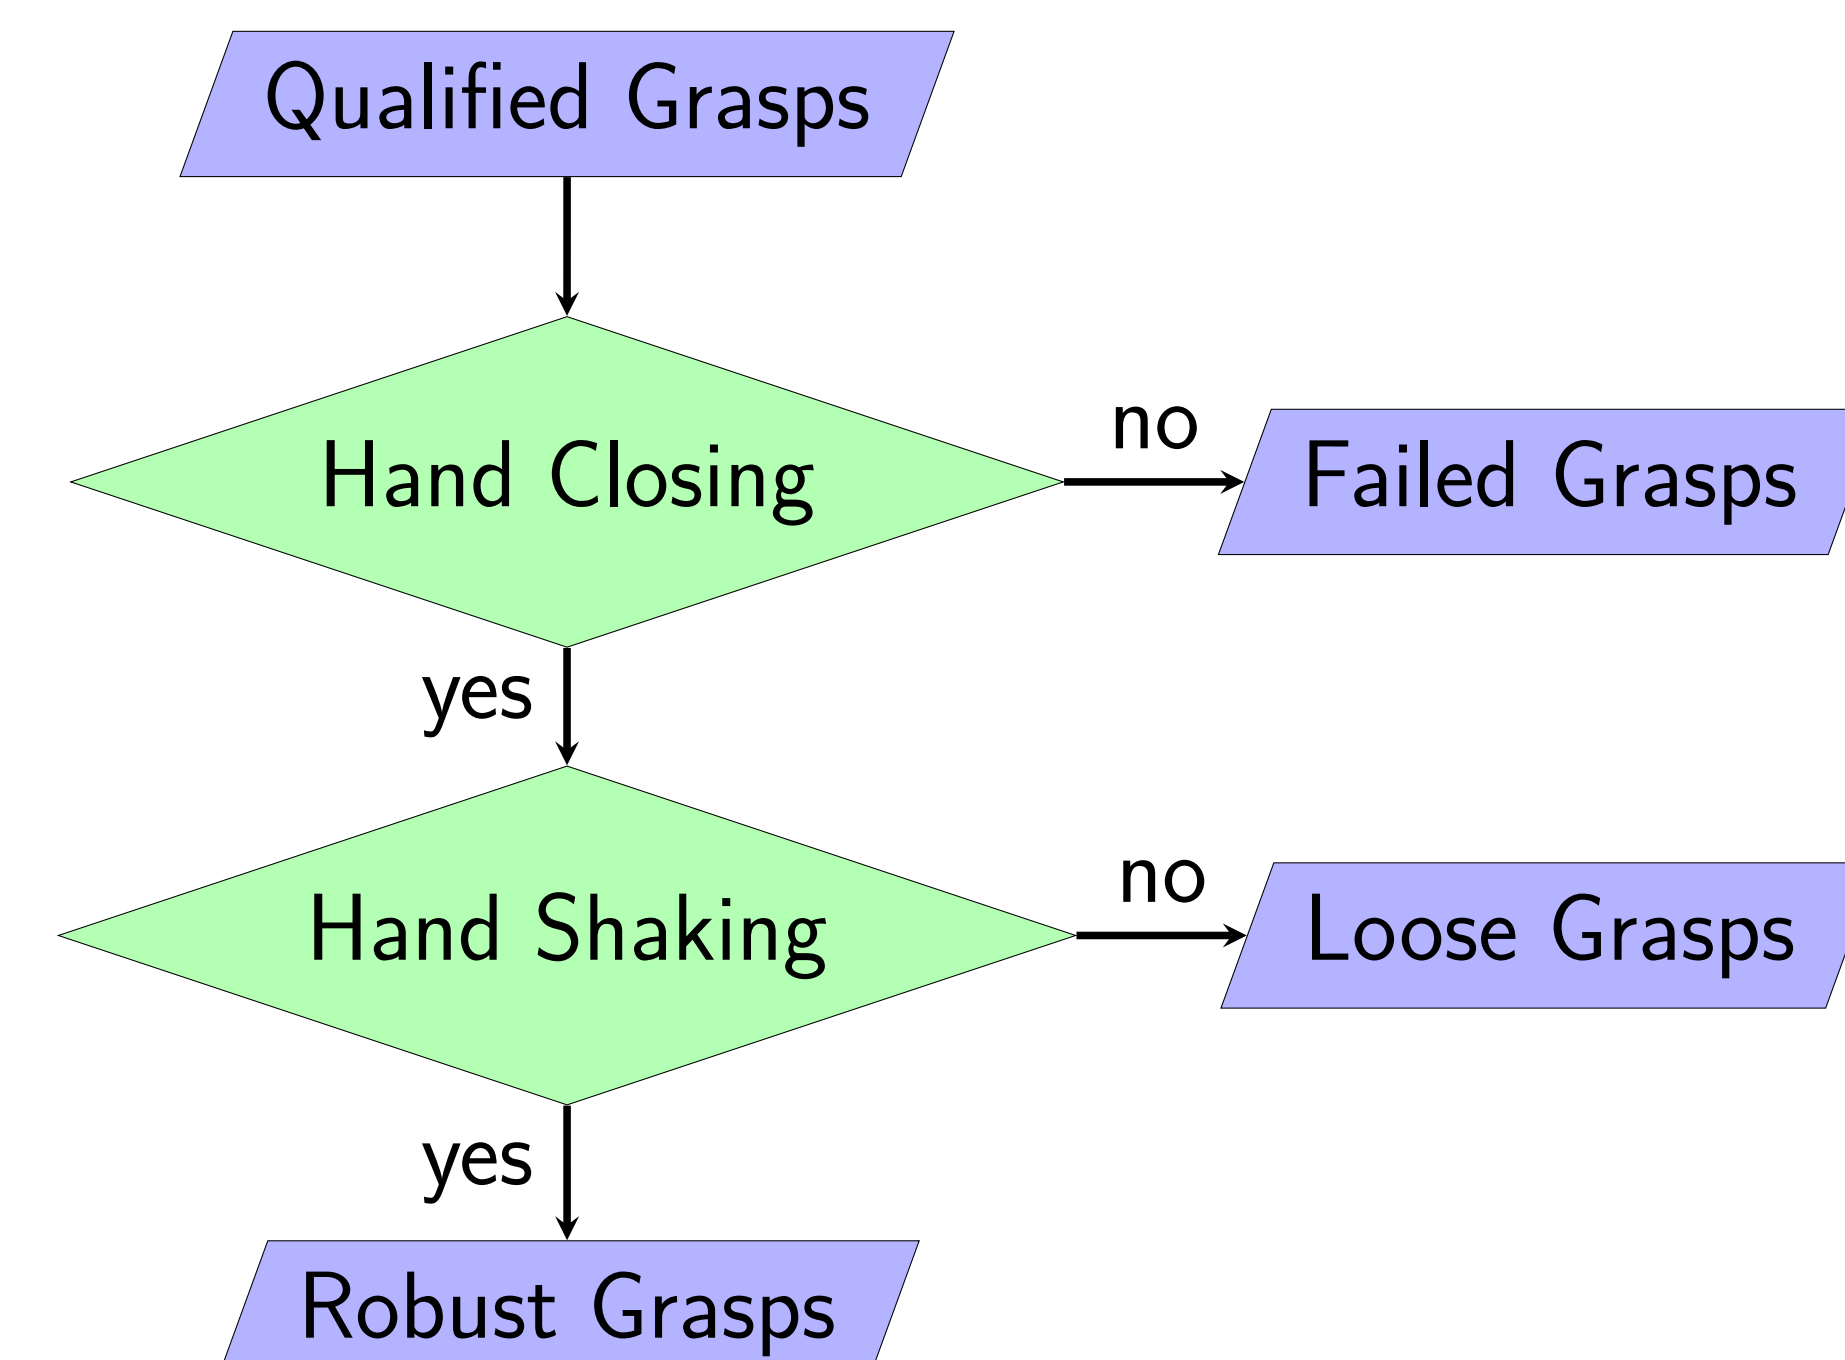 Qualified Grasps
Hand Closing
no
Failed Grasps
yes
Hand Shaking
no
Loose Grasps
yes
Robust Grasps